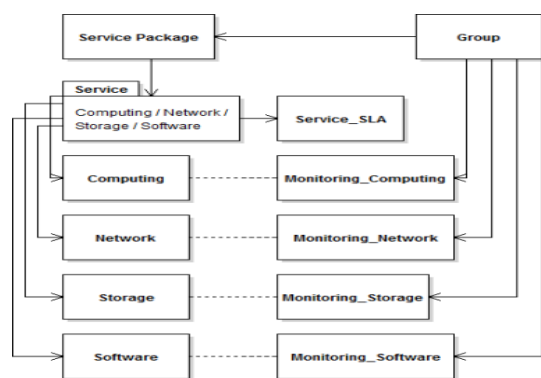 Service Package
Group
Service
Computing / Network /
Storage / Software
Service_SLA
Computing
Monitoring_Computing
Network
Monitoring_Network
Storage
Monitoring_Storage
Software
Monitoring_Software